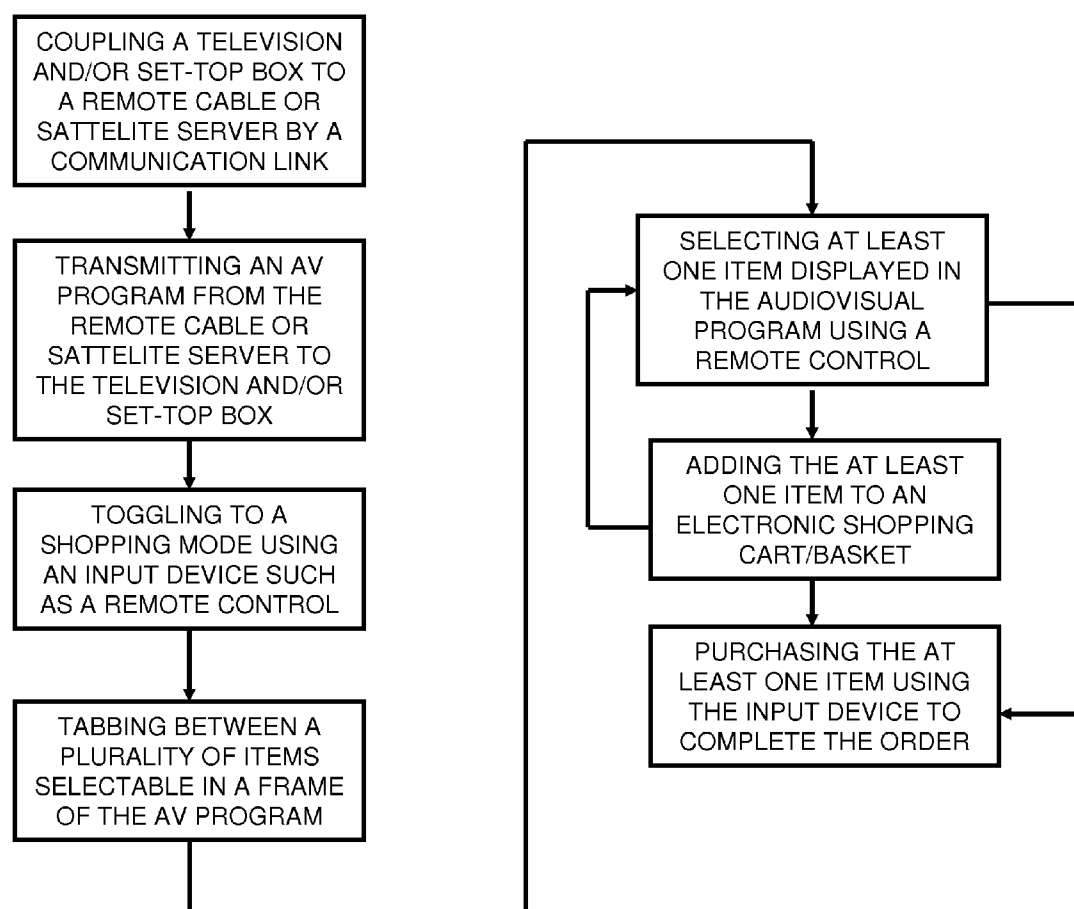 COUPLING A TELEVISION
AND/OR SET-TOP BOX TO
A REMOTE CABLE OR
SATTELITE SERVER BY A
COMMUNICATION LINK
TRANSMITTING AN AV
PROGRAM FROM THE
REMOTE CABLE OR
SATTELITE SERVER TO
THE TELEVISION AND/OR
SET-TOP BOX
TOGGLING TO A
SHOPPING MODE USING
AN INPUT DEVICE SUCH
AS A REMOTE CONTROL
TABBING BETWEEN A
PLURALITY OF ITEMS
SELECTABLE IN A FRAME
OF THE AV PROGRAM
SELECTING AT LEAST
ONE ITEM DISPLAYED IN
THE AUDIOVISUAL
PROGRAM USING A
REMOTE CONTROL
ADDING THE AT LEAST
ONE ITEM TO AN
ELECTRONIC SHOPPING
CART/BASKET
PURCHASING THE AT
LEAST ONE ITEM USING
THE INPUT DEVICE TO
COMPLETE THE ORDER